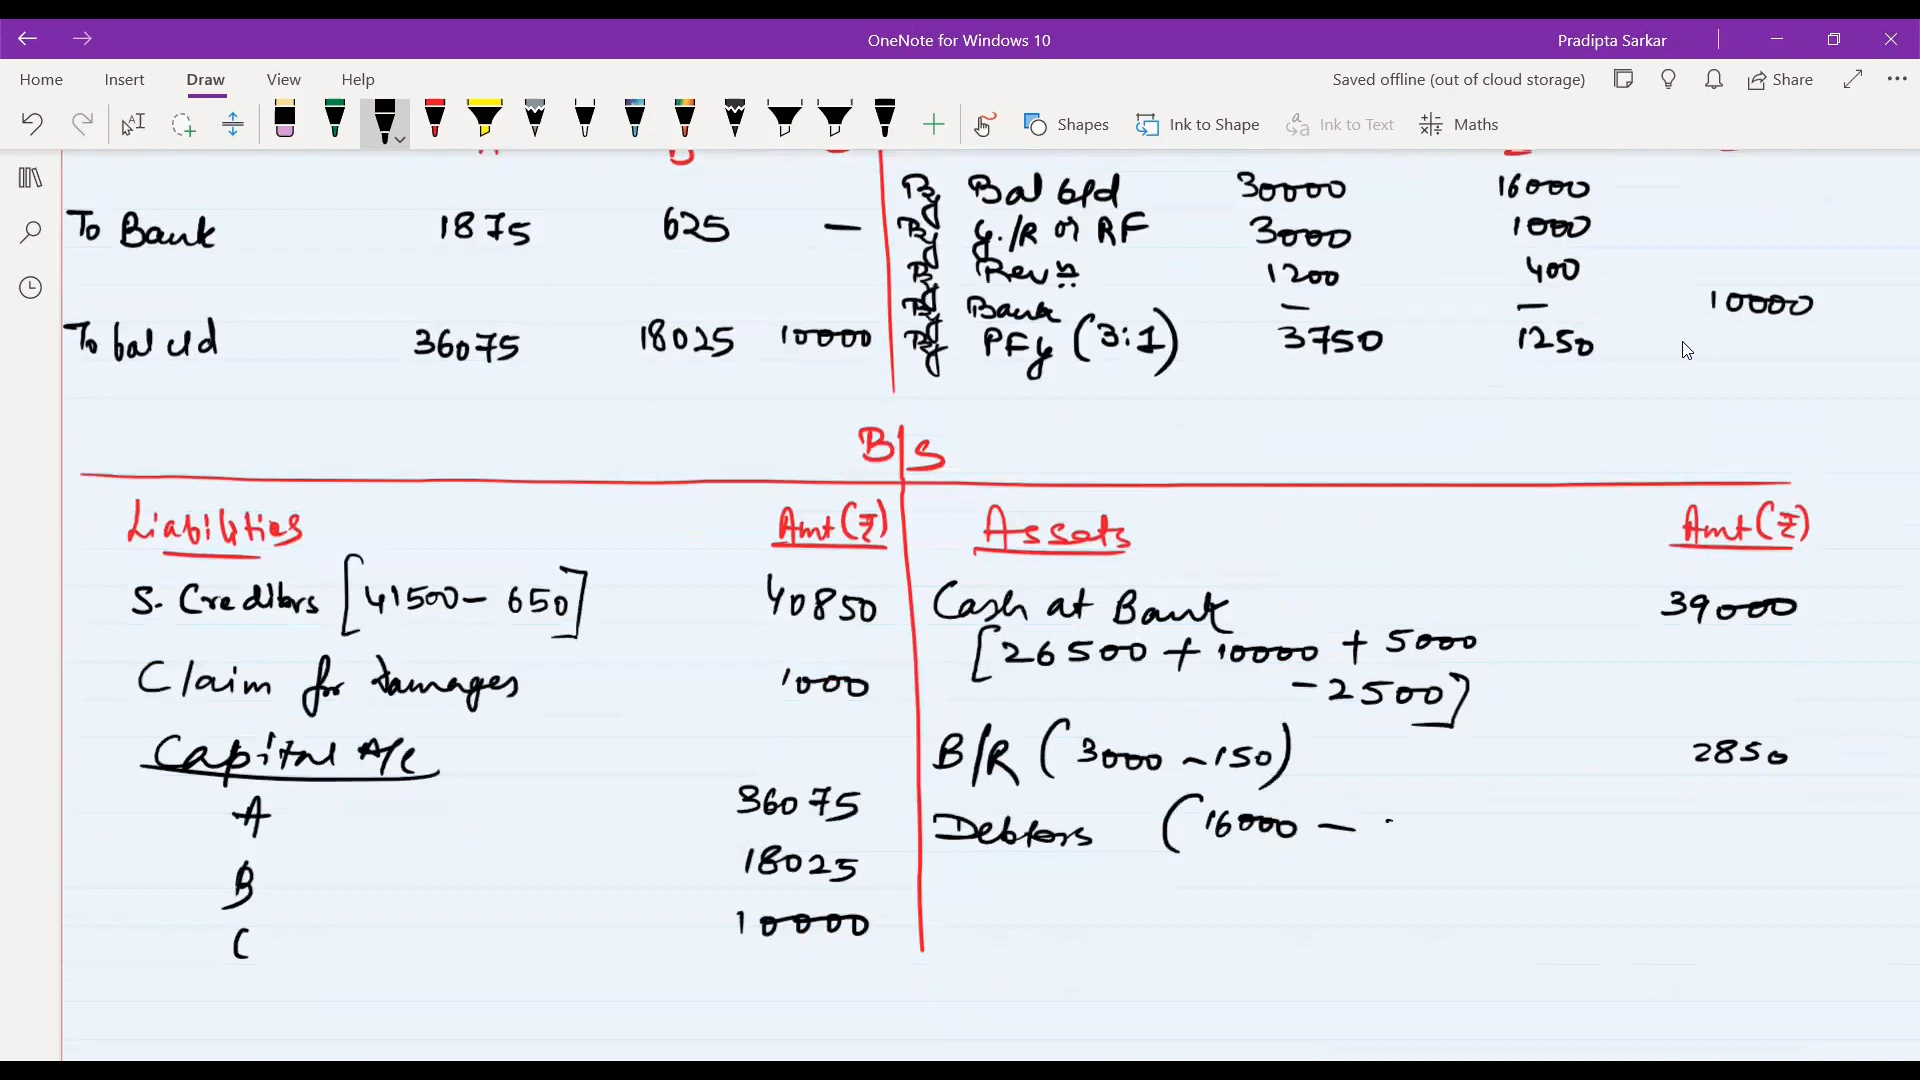 OneNote for Windows 10
Pradipta Sarkar
Home Insert Draw View Help
Saved offline (out of cloud storage)
Share
Shapes Ink to Shape Ink to Text Maths
By Bal b/d 30000 16000
To Bank 1875 625 —
By G./R or RF 3000 1000
By Revn 1200 400
By Bank — — 10000
To bal c/d 36075 18025 10000
By PFG (3:1) 3750 1250
B/S
Liabilities Amt (₹) Assets Amt (₹)
S. Creditors [41500 - 650] 40850
Cash at Bank 39000
[26500 + 10000 + 5000
- 2500]
Claim for damages 1000
Capital A/c
B/R (3000 - 150) 2850
A 36075
Debtors (16000 —
B 18025
C 10000